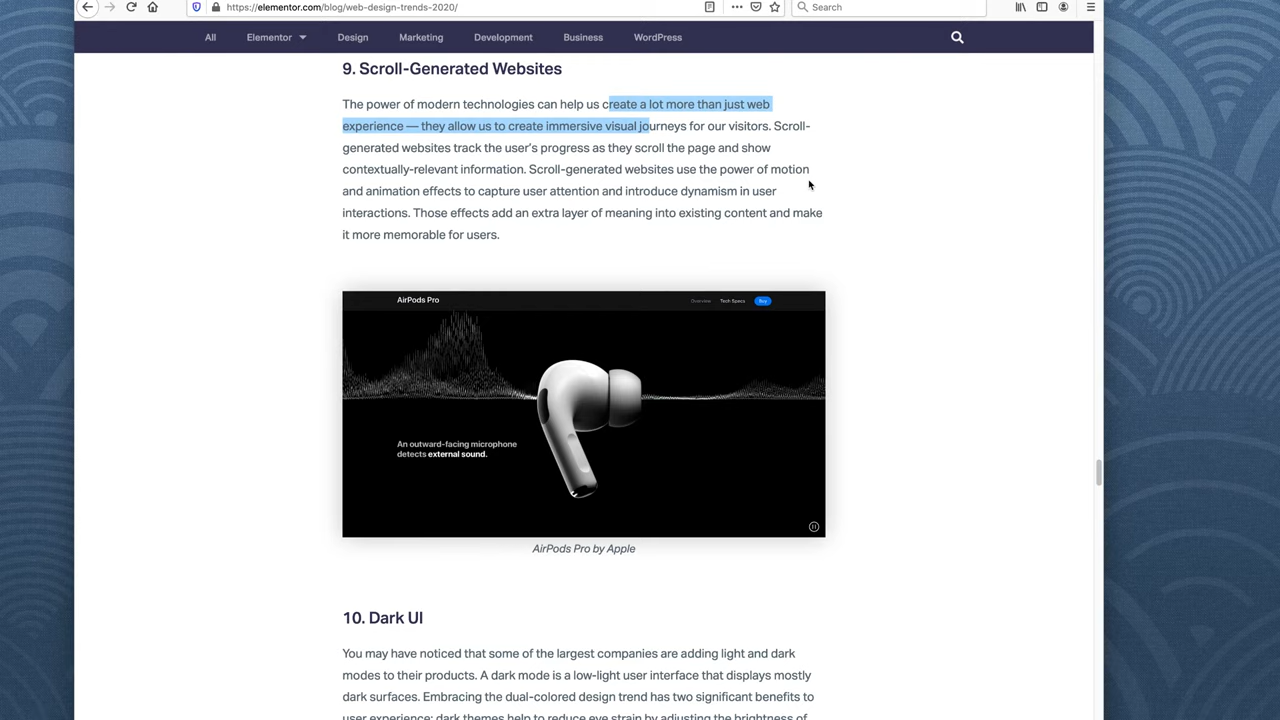 https://elementor.com/blog/web-design-trends-2020/
Search
All
Elementor
Design
Marketing
Development
Business
WordPress
9. Scroll-Generated Websites
The power of modern technologies can help us create a lot more than just web
experience — they allow us to create immersive visual journeys for our visitors. Scroll-
generated websites track the user's progress as they scroll the page and show
contextually-relevant information. Scroll-generated websites use the power of motion
and animation effects to capture user attention and introduce dynamism in user
interactions. Those effects add an extra layer of meaning into existing content and make
it more memorable for users.
AirPods Pro
Overview
Tech Specs
Buy
An outward-facing microphone
detects external sound.
AirPods Pro by Apple
10. Dark UI
You may have noticed that some of the largest companies are adding light and dark
modes to their products. A dark mode is a low-light user interface that displays mostly
dark surfaces. Embracing the dual-colored design trend has two significant benefits to
user experience: dark themes help to reduce eye strain by adjusting the brightness of